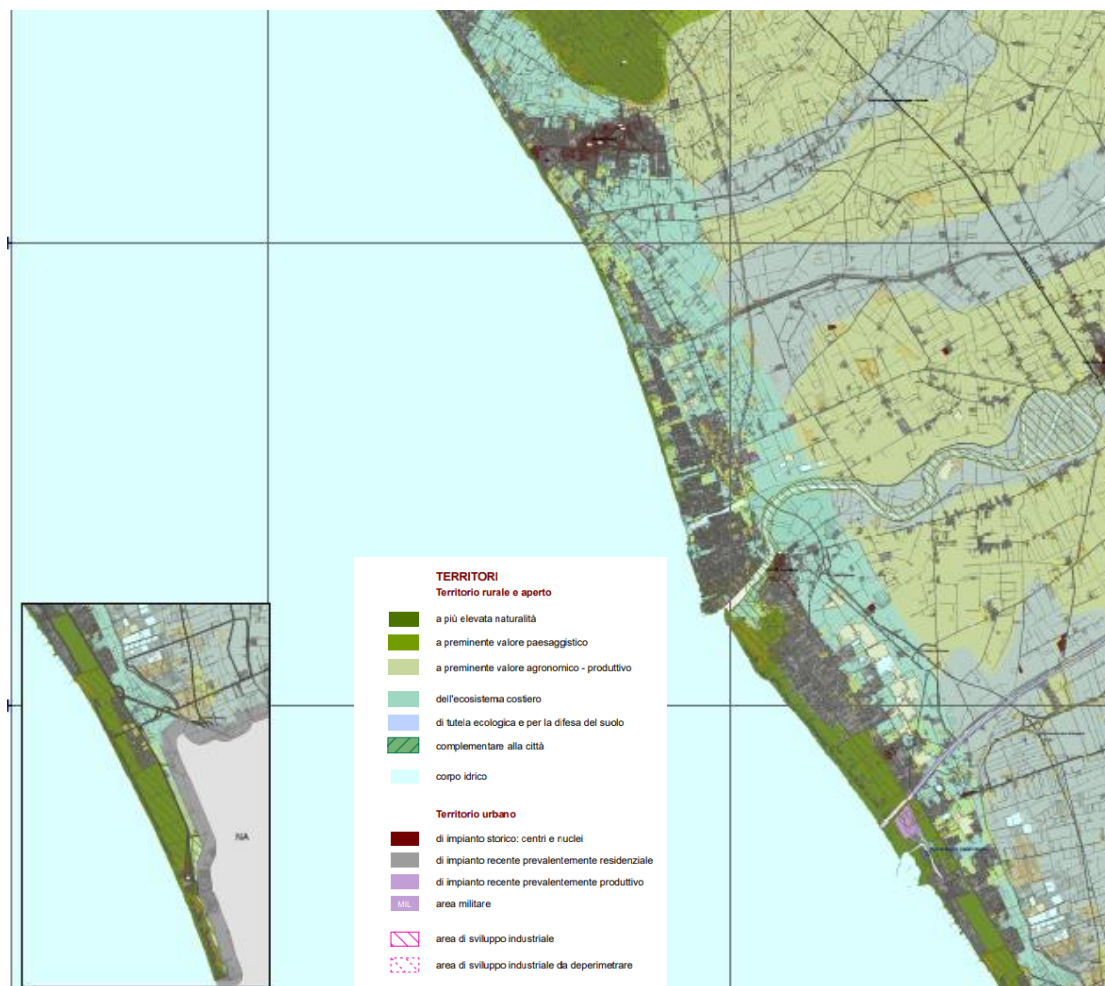 TERRITORI
Territorio rurale e aperto
a più elevata naturalità
a preminente valore paesaggistico
a preminente valore agronomico - produttivo
dell'ecosistema costiero
di tutela ecologica e per la difesa del suolo
complementare alla città
corpo idrico
Territorio urbano
di impianto storico: centri e nuclei
di impianto recente prevalentemente residenziale
di impianto recente prevalentemente produttivo
MIL area militare
area di sviluppo industriale
area di sviluppo industriale da deperimetrare
NA